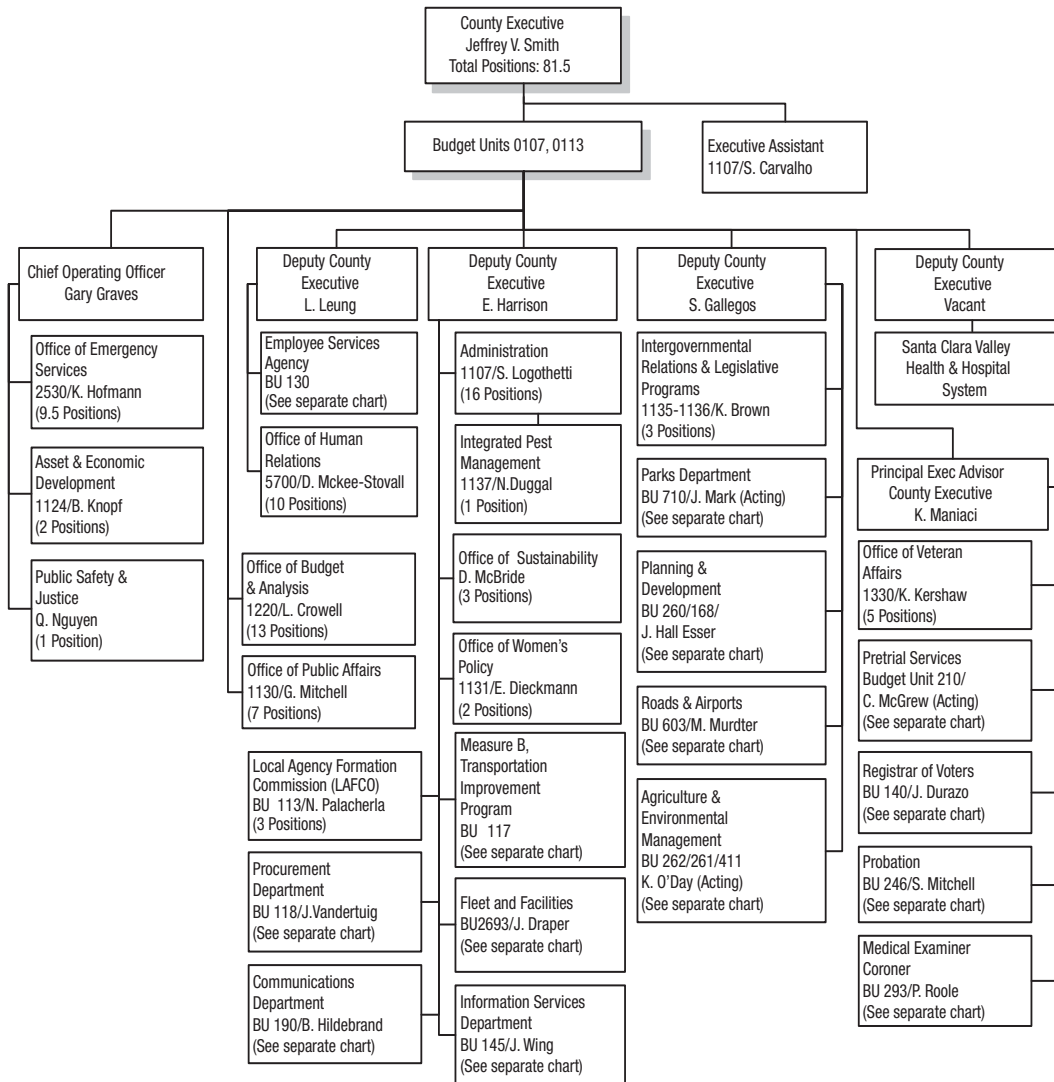 County Executive
Jeffrey V. Smith
Total Positions: 81.5
Budget Units 0107, 0113
Executive Assistant
1107/S. Carvalho
Chief Operating Officer
Gary Graves
Office of Emergency
Services
2530/K. Hofmann
(9.5 Positions)
Asset & Economic
Development
1124/B. Knopf
(2 Positions)
Public Safety &
Justice
Q. Nguyen
(1 Position)
Deputy County
Executive
L. Leung
Employee Services
Agency
BU 130
(See separate chart)
Office of Human
Relations
5700/D. Mckee-Stovall
(10 Positions)
Office of Budget
& Analysis
1220/L. Crowell
(13 Positions)
Office of Public Affairs
1130/G. Mitchell
(7 Positions)
Deputy County
Executive
E. Harrison
Administration
1107/S. Logothetti
(16 Positions)
Integrated Pest
Management
1137/N.Duggal
(1 Position)
Office of Sustainability
D. McBride
(3 Positions)
Office of Women's
Policy
1131/E. Dieckmann
(2 Positions)
Local Agency Formation
Commission (LAFCO)
BU 113/N. Palacherla
(3 Positions)
Measure B,
Transportation
Improvement
Program
BU 117
(See separate chart)
Procurement
Department
BU 118/J.Vandertuig
(See separate chart)
Fleet and Facilities
BU2693/J. Draper
(See separate chart)
Communications
Department
BU 190/B. Hildebrand
(See separate chart)
Information Services
Department
BU 145/J. Wing
(See separate chart)
Deputy County
Executive
S. Gallegos
Intergovernmental
Relations & Legislative
Programs
1135-1136/K. Brown
(3 Positions)
Parks Department
BU 710/J. Mark (Acting)
(See separate chart)
Planning &
Development
BU 260/168/
J. Hall Esser
(See separate chart)
Roads & Airports
BU 603/M. Murdter
(See separate chart)
Agriculture &
Environmental
Management
BU 262/261/411
K. O'Day (Acting)
(See separate chart)
Deputy County
Executive
Vacant
Santa Clara Valley
Health & Hospital
System
Principal Exec Advisor
County Executive
K. Maniaci
Office of Veteran
Affairs
1330/K. Kershaw
(5 Positions)
Pretrial Services
Budget Unit 210/
C. McGrew (Acting)
(See separate chart)
Registrar of Voters
BU 140/J. Durazo
(See separate chart)
Probation
BU 246/S. Mitchell
(See separate chart)
Medical Examiner
Coroner
BU 293/P. Roole
(See separate chart)